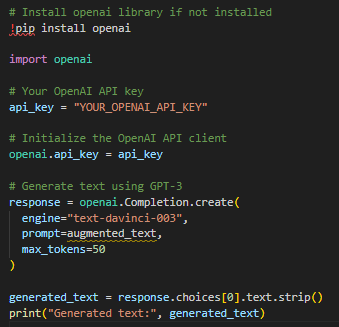 # Install openai library if not installed
!pip install openai

import openai

# Your OpenAI API key
api_key = "YOUR_OPENAI_API_KEY"

# Initialize the OpenAI API client
openai.api_key = api_key

# Generate text using GPT-3
response = openai.Completion.create(
  engine="text-davinci-003",
  prompt=augmented_text,
  max_tokens=50
)

generated_text = response.choices[0].text.strip()
print("Generated text:", generated_text)